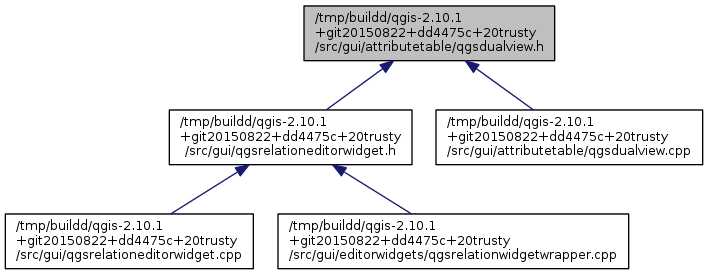 /tmp/buildd/qgis-2.10.1
+git20150822+dd4475c+20trusty
/src/gui/attributetable/qgsdualview.h
/tmp/buildd/qgis-2.10.1
+git20150822+dd4475c+20trusty
/src/gui/qgsrelationeditorwidget.h
/tmp/buildd/qgis-2.10.1
+git20150822+dd4475c+20trusty
/src/gui/attributetable/qgsdualview.cpp
/tmp/buildd/qgis-2.10.1
+git20150822+dd4475c+20trusty
/src/gui/qgsrelationeditorwidget.cpp
/tmp/buildd/qgis-2.10.1
+git20150822+dd4475c+20trusty
/src/gui/editorwidgets/qgsrelationwidgetwrapper.cpp